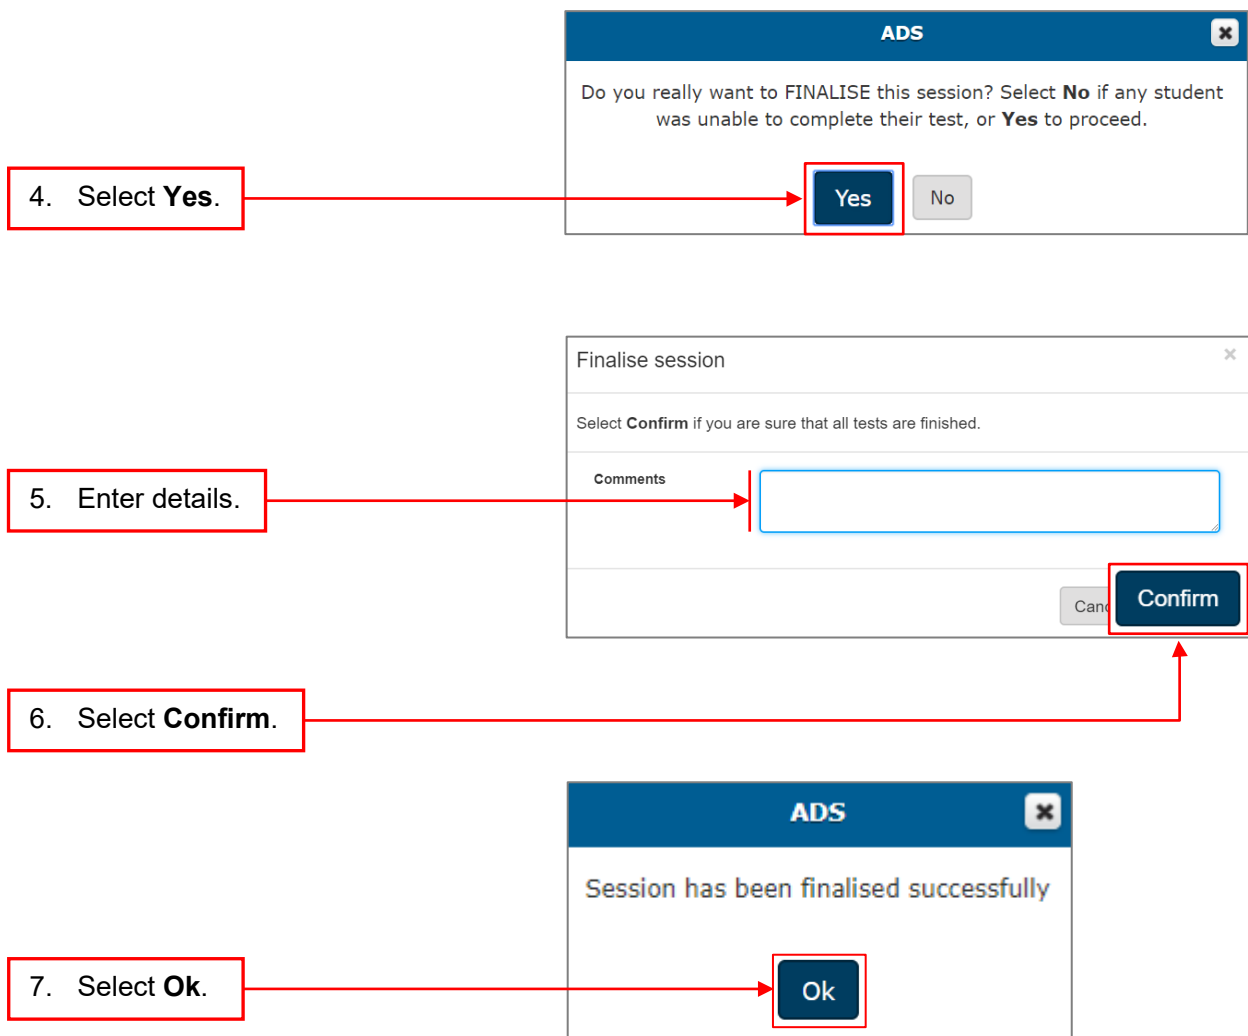 ADS
Do you really want to FINALISE this session? Select No if any student
was unable to complete their test, or Yes to proceed.
4. Select Yes.
Yes
No
Finalise session
Select Confirm if you are sure that all tests are finished.
Comments
5. Enter details.
Canc
Confirm
6. Select Confirm.
ADS
Session has been finalised successfully
7. Select Ok.
Ok